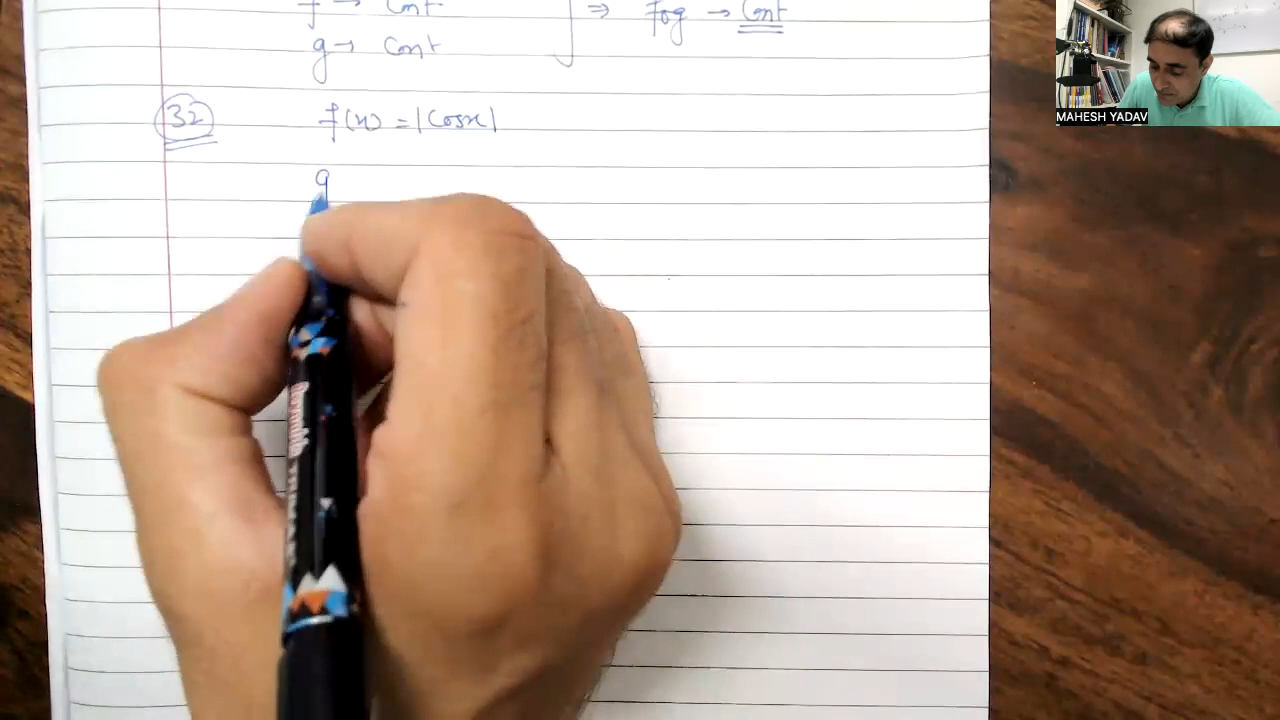 f → Cont
g → Cont ] ⇒ fog → Cont
32 f(x) = |Cosx|
g
MAHESH YADAV